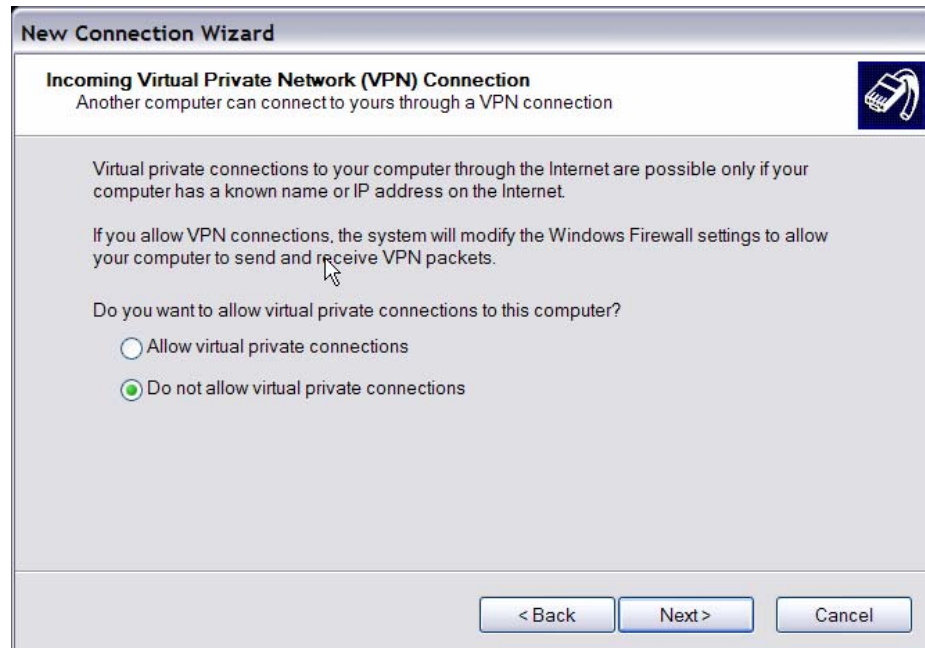 New Connection Wizard
Incoming Virtual Private Network (VPN) Connection
Another computer can connect to yours through a VPN connection
Virtual private connections to your computer through the Internet are possible only if your
computer has a known name or IP address on the Internet.
If you allow VPN connections, the system will modify the Windows Firewall settings to allow
your computer to send and receive VPN packets.
Do you want to allow virtual private connections to this computer?
Allow virtual private connections
Do not allow virtual private connections
< Back Next > Cancel